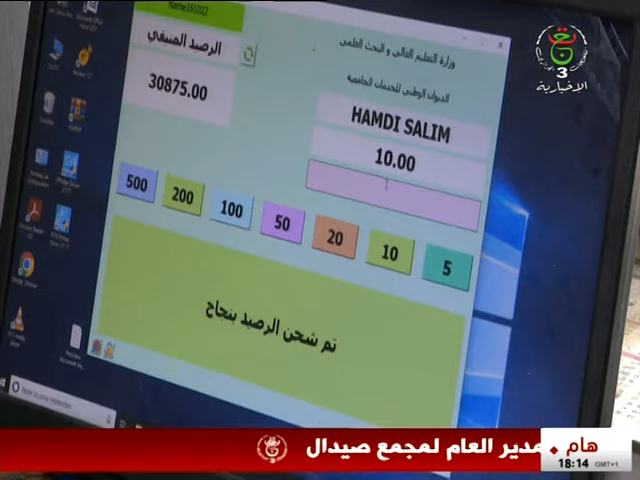 Name161022
الرصيد المتبقي
30875.00
وزارة التعليم العالي و البحث العلمي
الديوان الوطني للخدمات الجامعية
HAMDI SALIM
10.00
500 200 100 50 20 10 5
تم شحن الرصيد بنجاح
3
الإخبارية
مدير العام لمجمع صيدال
هام
18:14 GMT+1